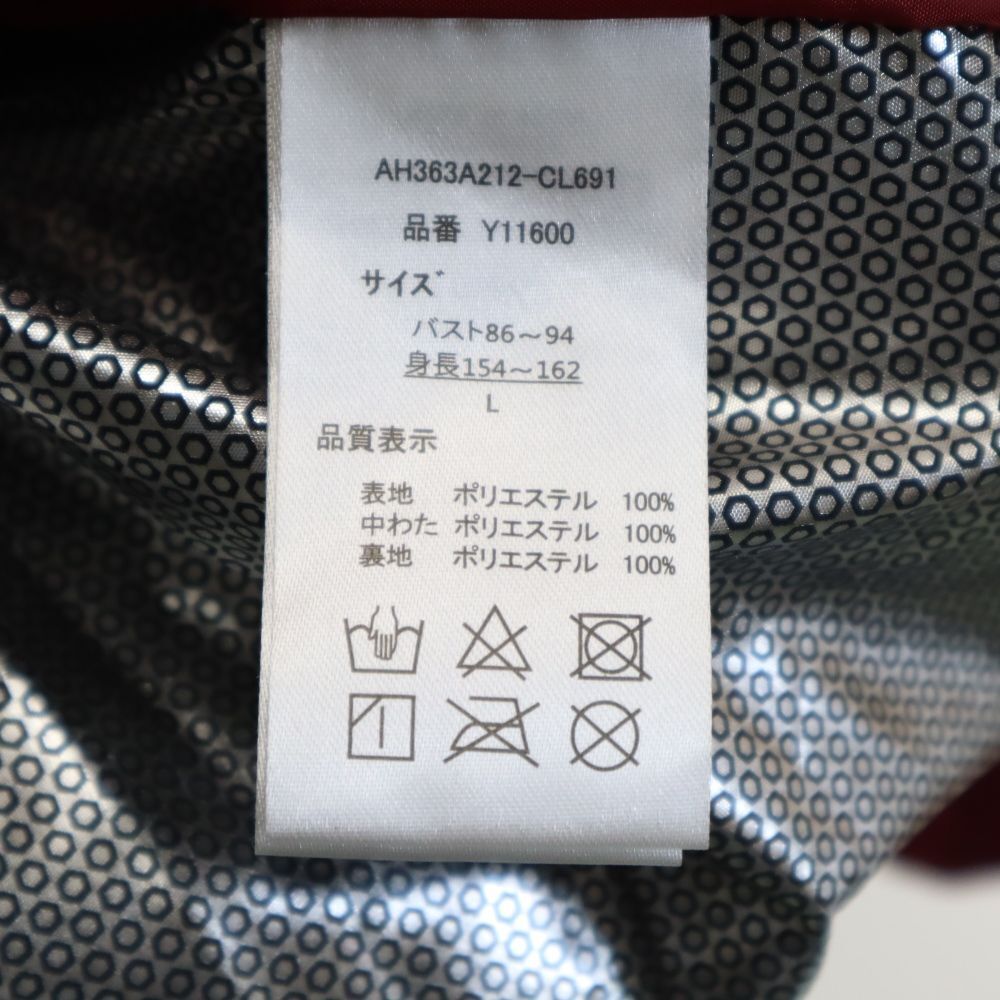 AH363A212-CL691
品番 Y11600
サイズ
バスト86～94
身長154～162
L
品質表示
表地 ポリエステル 100%
中わた ポリエステル 100%
裏地 ポリエステル 100%